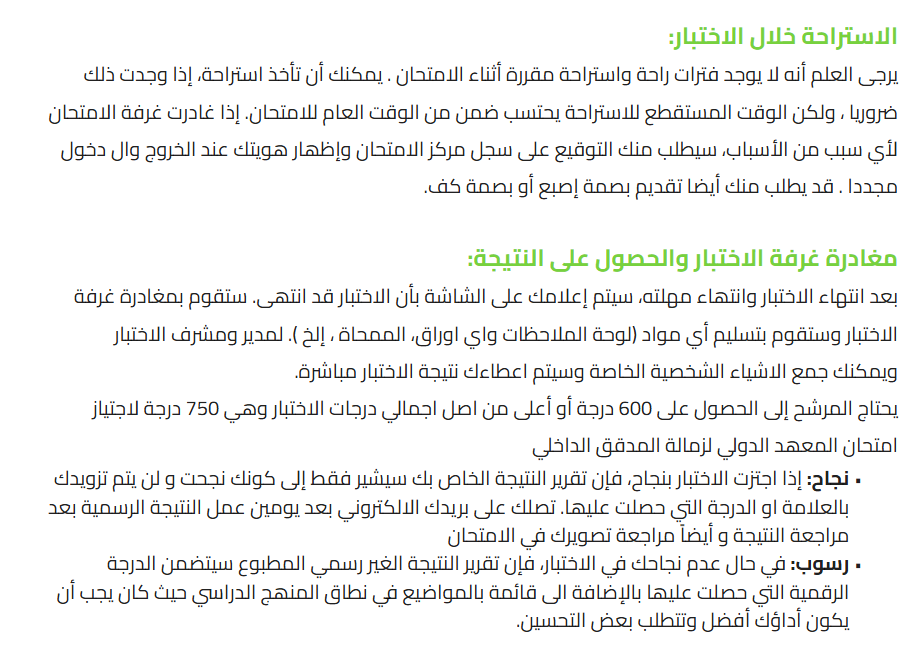 الاستراحة خلال الاختبار:
يرجى العلم أنه لا يوجد فترات راحة واستراحة مقررة أثناء الامتحان . يمكنك أن تأخذ استراحة، إذا وجدت ذلك
ضروريا ، ولكن الوقت المستقطع للاستراحة يحتسب ضمن من الوقت العام للامتحان. إذا غادرت غرفة الامتحان
لأي سبب من الأسباب، سيطلب منك التوقيع على سجل مركز الامتحان وإظهار هويتك عند الخروج وال دخول
مجددا . قد يطلب منك أيضا تقديم بصمة إصبع أو بصمة كف.
مغادرة غرفة الاختبار والحصول على النتيجة:
بعد انتهاء الاختبار وانتهاء مهلته، سيتم إعلامك على الشاشة بأن الاختبار قد انتهى. ستقوم بمغادرة غرفة
الاختبار وستقوم بتسليم أي مواد (لوحة الملاحظات واي اوراق، الممحاة ، إلخ ). لمدير ومشرف الاختبار
ويمكنك جمع الاشياء الشخصية الخاصة وسيتم اعطاءك نتيجة الاختبار مباشرة.
يحتاج المرشح إلى الحصول على 600 درجة أو أعلى من اصل اجمالي درجات الاختبار وهي 750 درجة لاجتياز
امتحان المعهد الدولي لزمالة المدقق الداخلي
• نجاح: إذا اجتزت الاختبار بنجاح، فإن تقرير النتيجة الخاص بك سيشير فقط إلى كونك نجحت و لن يتم تزويدك
بالعلامة او الدرجة التي حصلت عليها. تصلك على بريدك الالكتروني بعد يومين عمل النتيجة الرسمية بعد
مراجعة النتيجة و أيضاً مراجعة تصويرك في الامتحان
• رسوب: في حال عدم نجاحك في الاختبار، فإن تقرير النتيجة الغير رسمي المطبوع سيتضمن الدرجة
الرقمية التي حصلت عليها بالإضافة الى قائمة بالمواضيع في نطاق المنهج الدراسي حيث كان يجب أن
يكون أداؤك أفضل وتتطلب بعض التحسين.